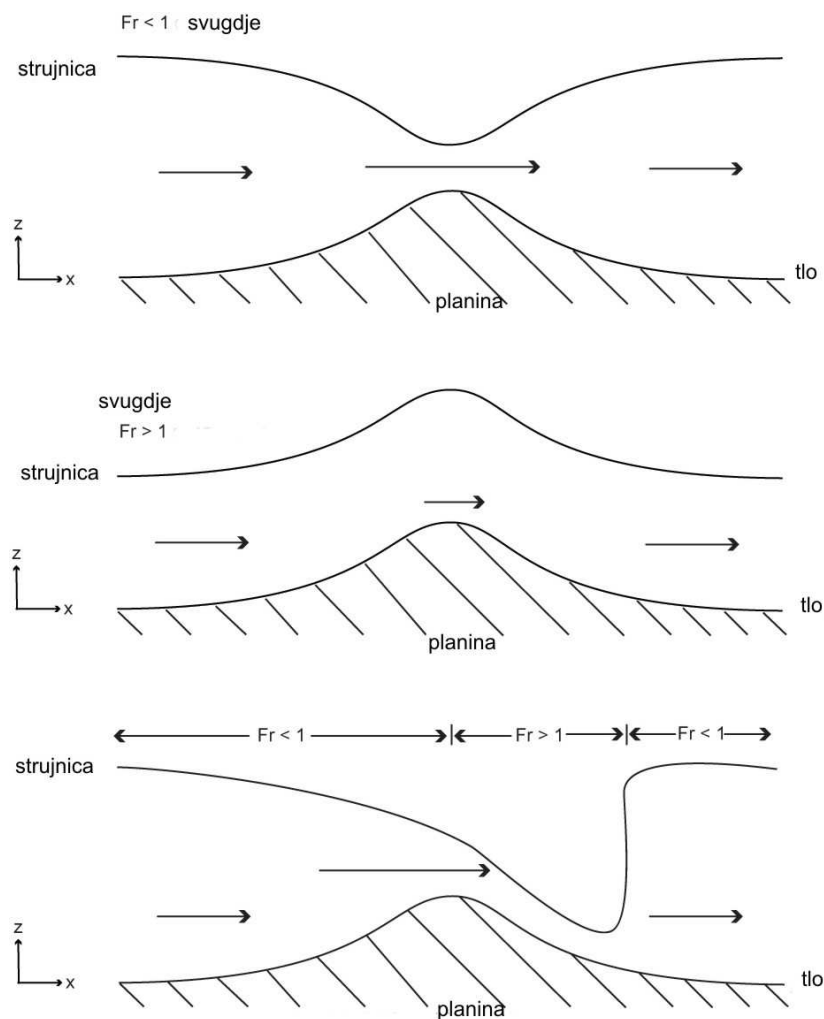 Fr < 1 svugdje
strujnica
z
x
tlo
planina
svugdje
Fr > 1
strujnica
z
x
tlo
planina
Fr < 1 Fr > 1 Fr < 1
strujnica
z
x
tlo
planina